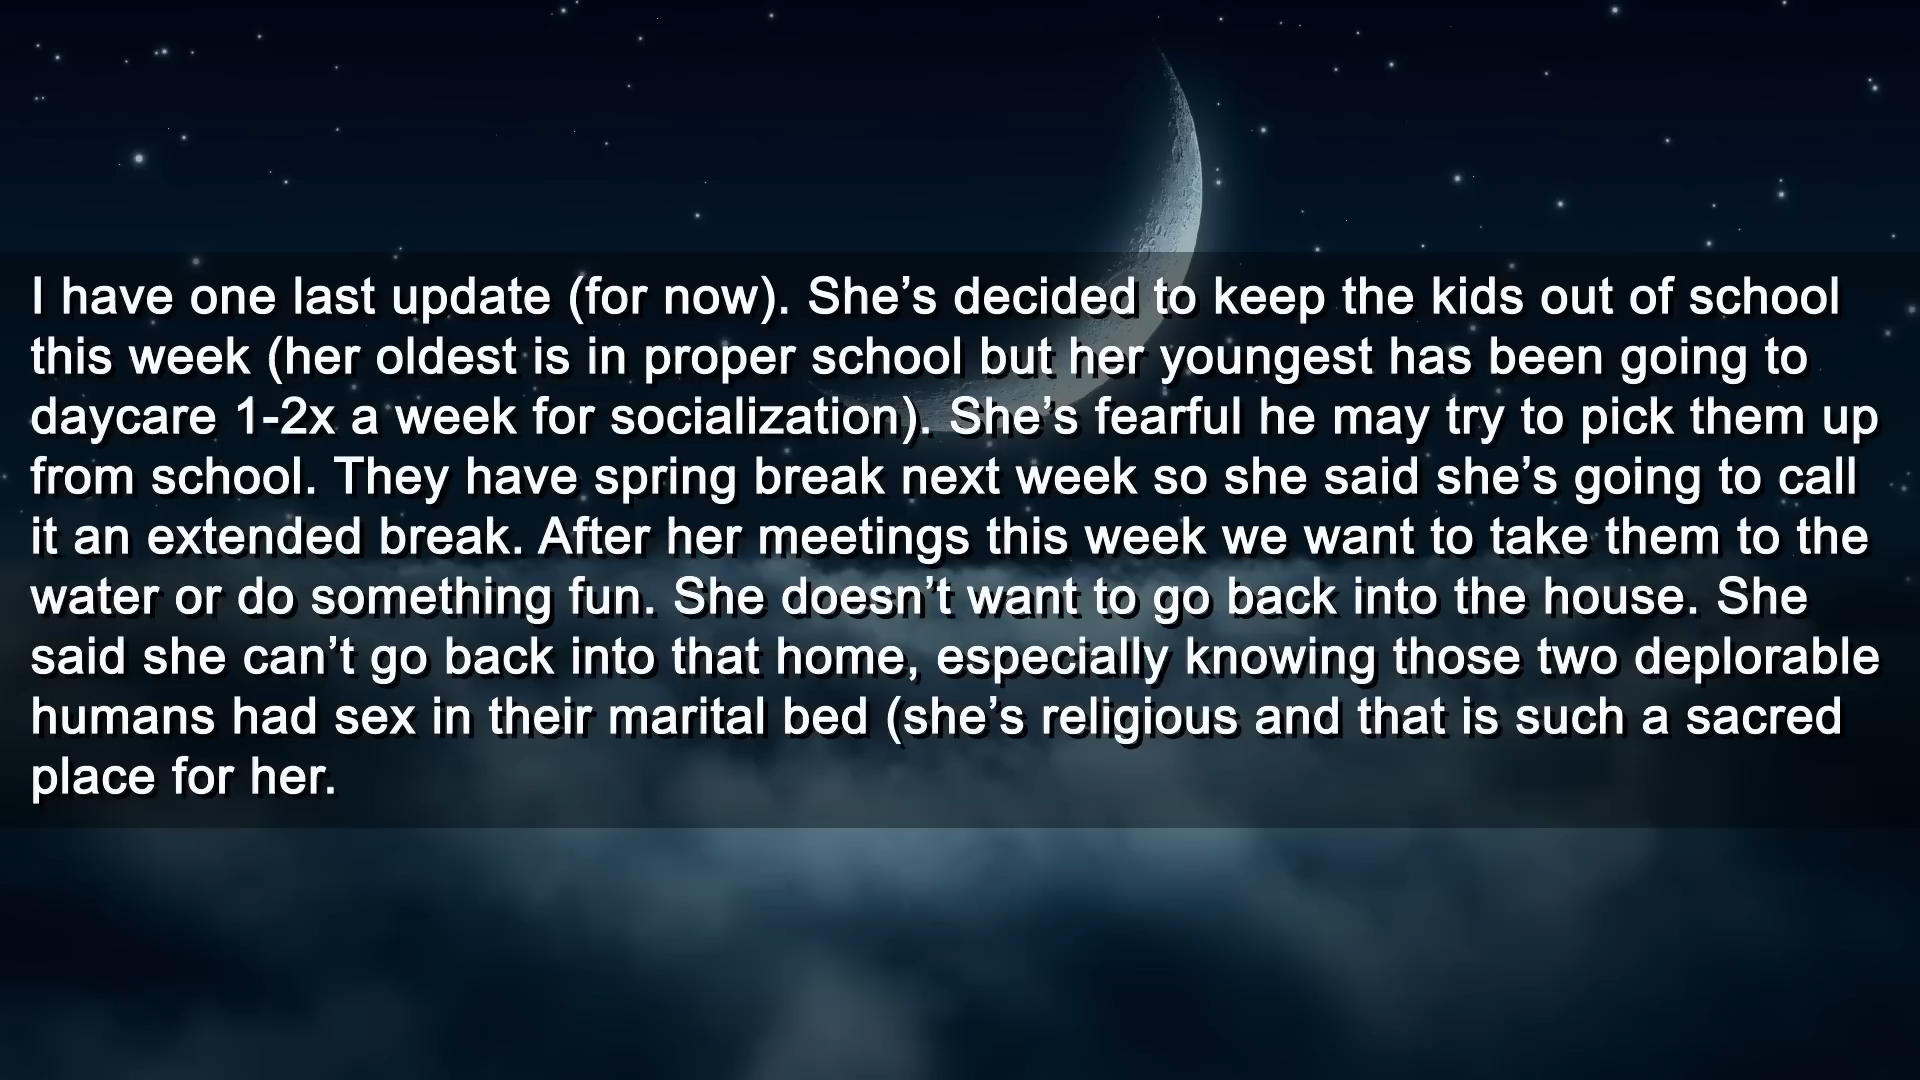 I have one last update (for now). She’s decided to keep the kids out of school
this week (her oldest is in proper school but her youngest has been going to
daycare 1-2x a week for socialization). She’s fearful he may try to pick them up
from school. They have spring break next week so she said she’s going to call
it an extended break. After her meetings this week we want to take them to the
water or do something fun. She doesn’t want to go back into the house. She
said she can’t go back into that home, especially knowing those two deplorable
humans had sex in their marital bed (she’s religious and that is such a sacred
place for her.